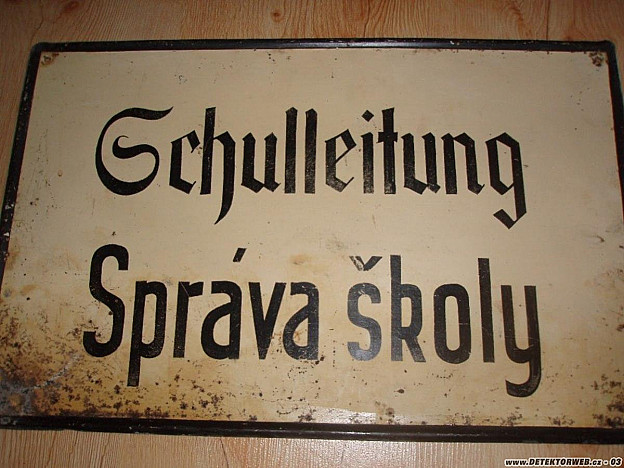 Schulleitung
Správa školy
www.DETEKTORWEB.cz - 03